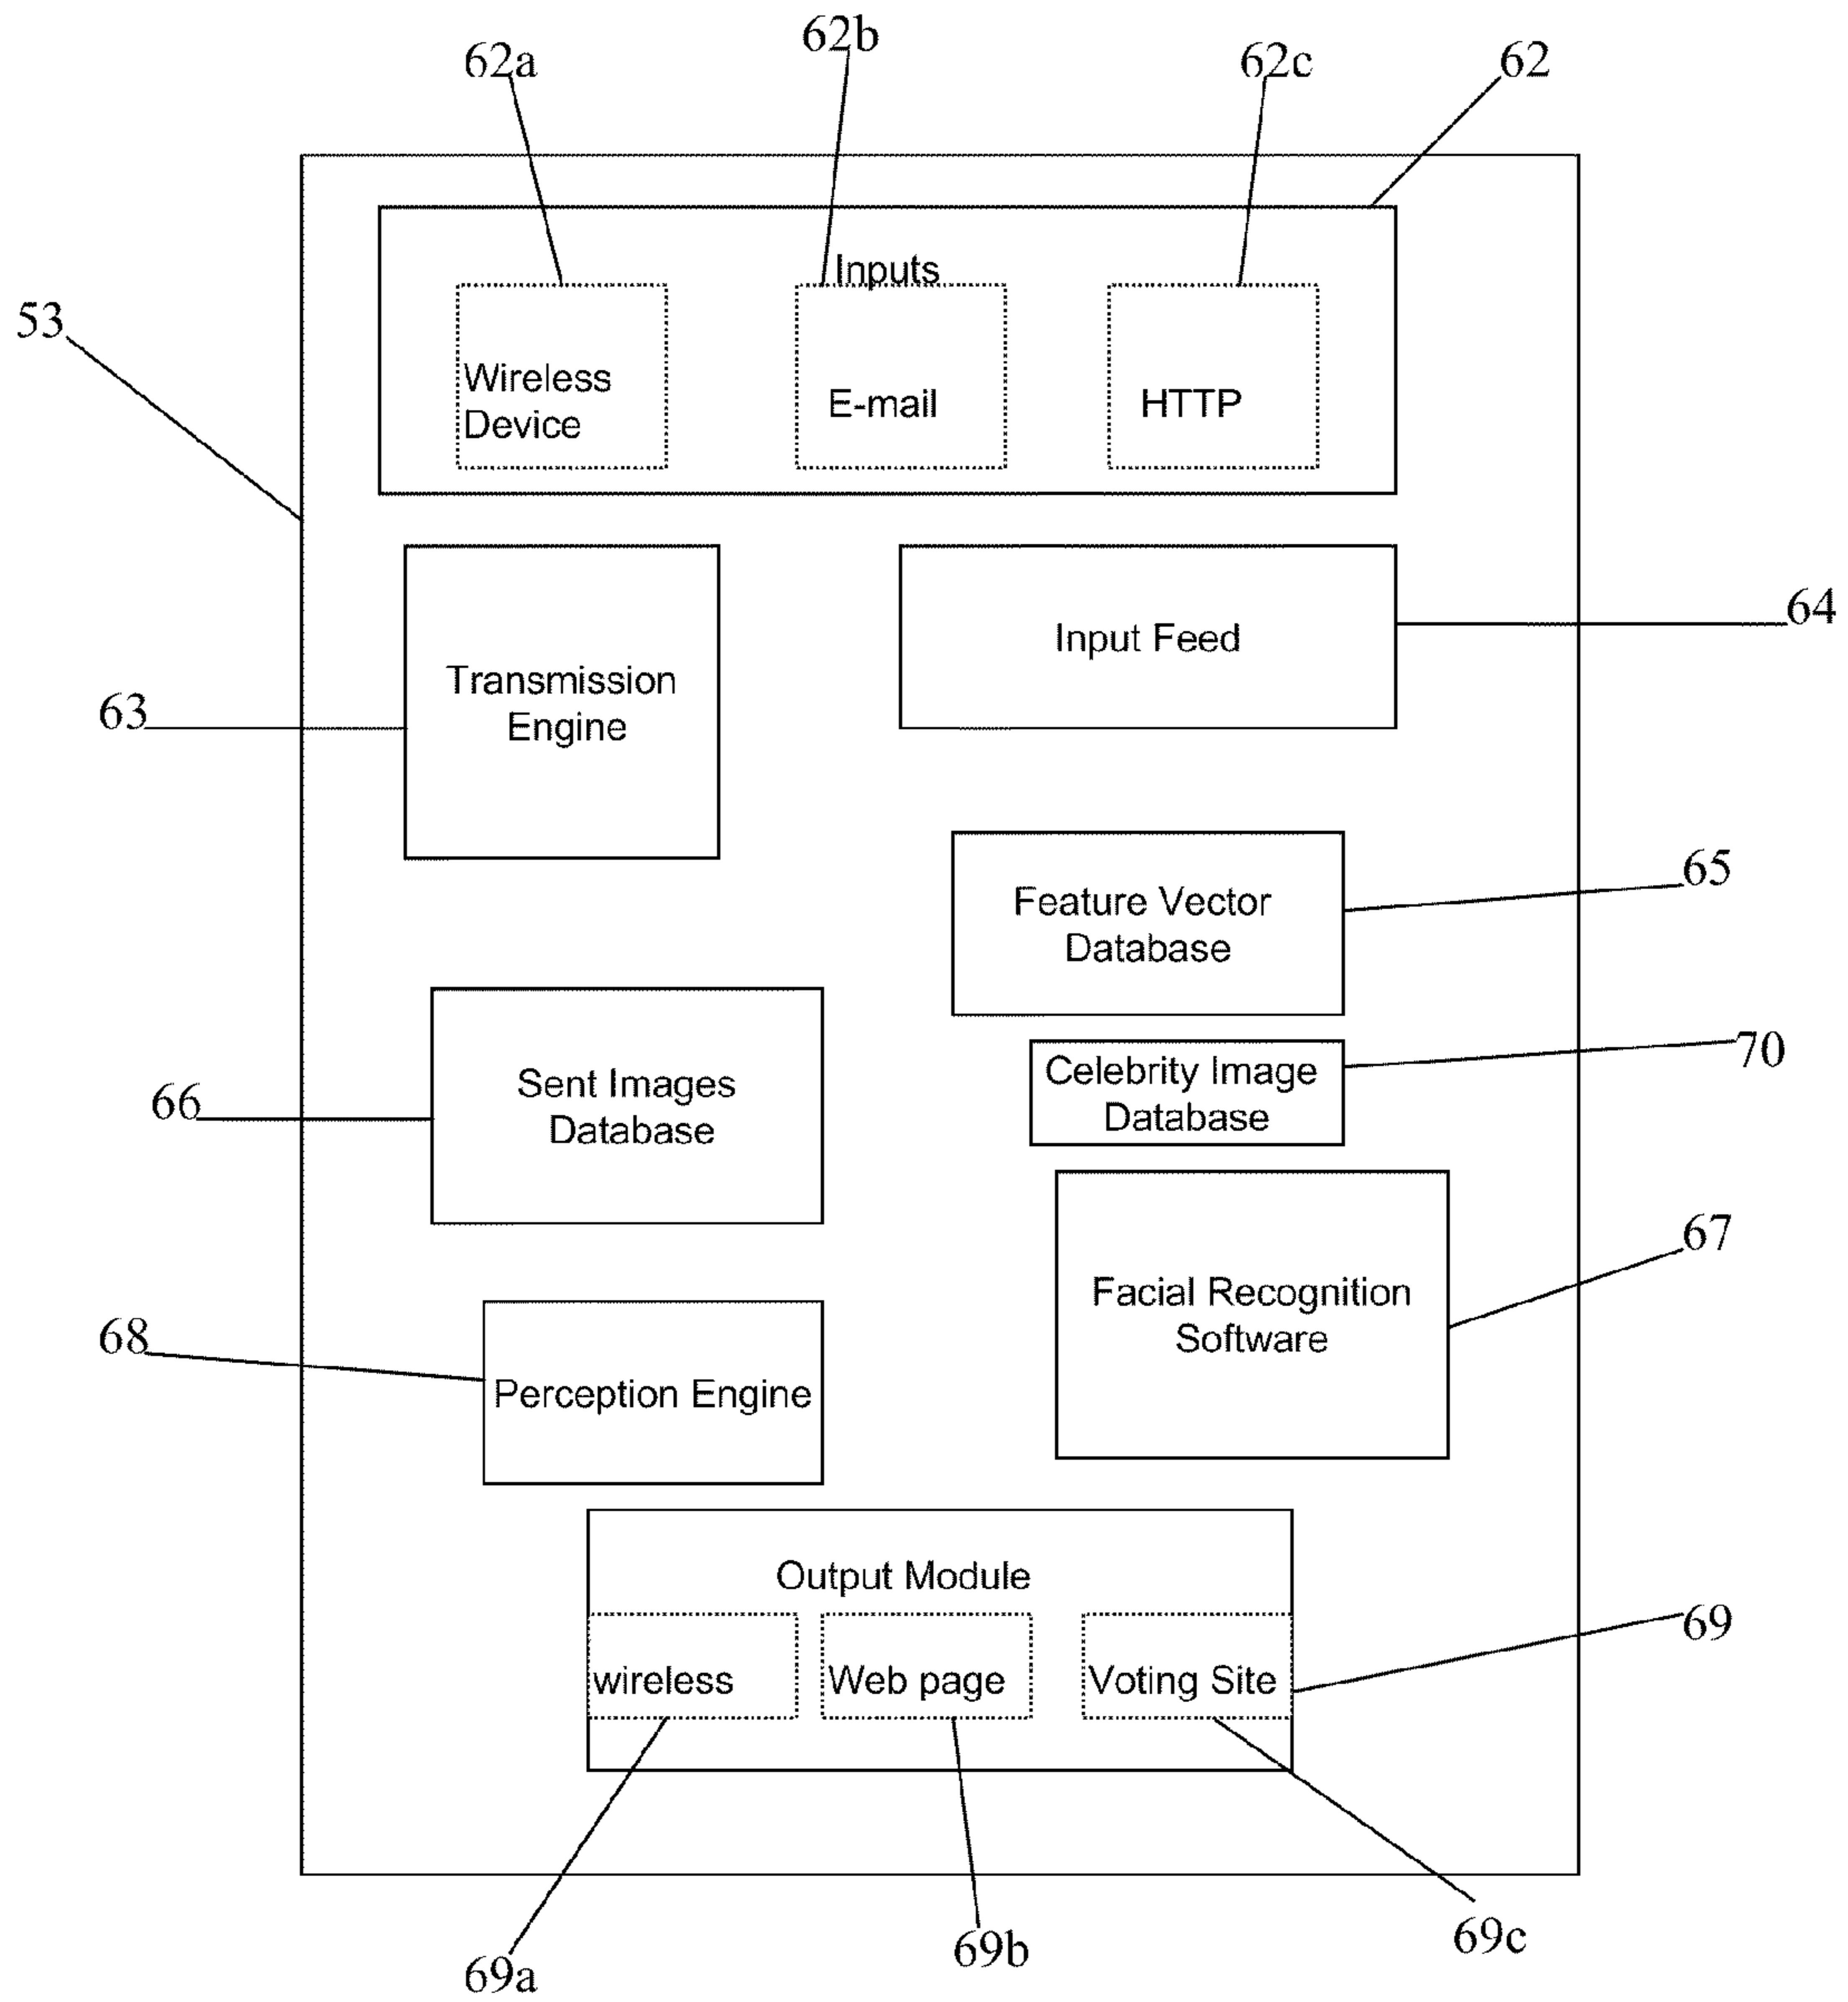 62a
62b
62c
62
Inputs
53
Wireless
Device
E-mail
HTTP
64
Input Feed
Transmission
Engine
63
65
Feature Vector
Database
70
Celebrity Image
Database
Sent Images
Database
66
67
Facial Recognition
Software
68
Perception Engine
Output Module
69
wireless
Web page
Voting Site
69a
69b
69c